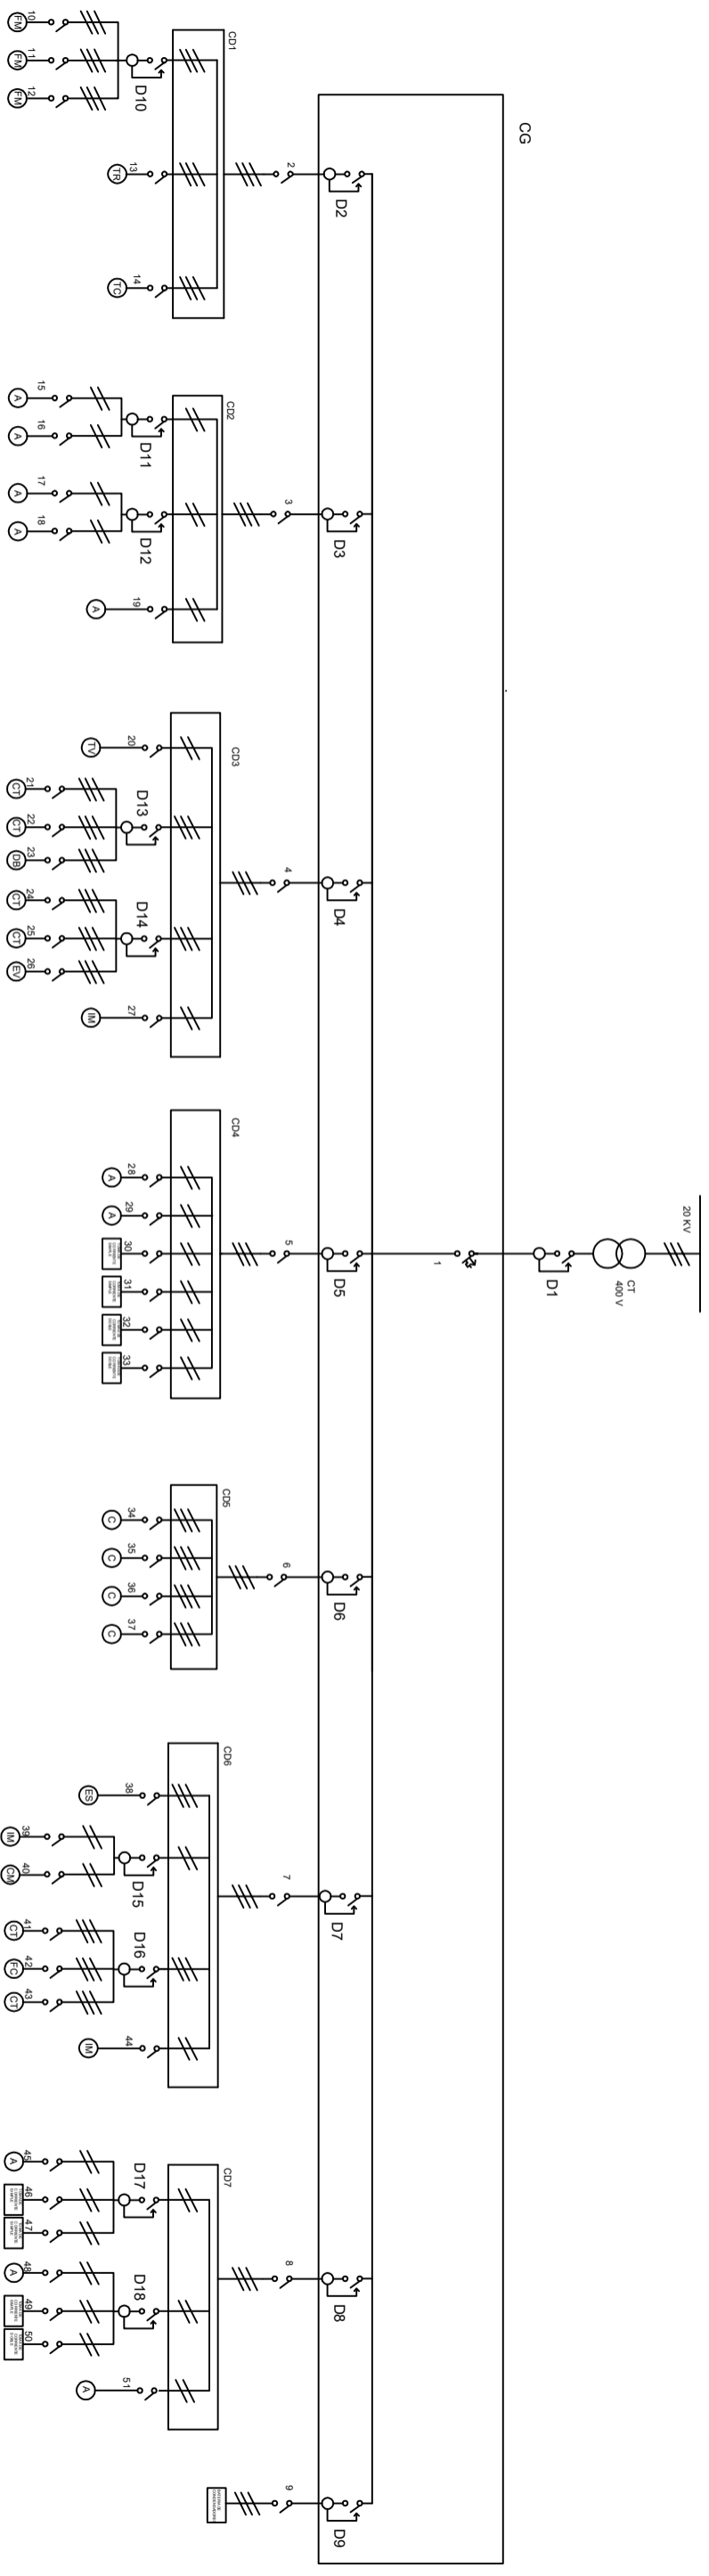 20 KV
CT
400 V
D1
CG
1
D2
D3
D4
D5
D6
D7
D8
D9
2
3
4
5
6
7
8
9
CD1
D10
10
11
12
13
14
FM
FM
FM
TR
TC
CD2
D11
D12
15
16
17
18
19
A
A
A
A
A
CD3
D13
D14
20
21
22
23
24
25
26
27
TV
CT
CT
DB
CT
CT
EV
IM
CD4
28
29
30
31
32
33
A
A
CD5
34
35
36
37
C
C
C
C
CD6
D15
D16
38
39
40
41
42
43
44
ES
IM
CM
CT
FC
CT
IM
CD7
D17
D18
45
46
47
48
49
50
51
A
A
A